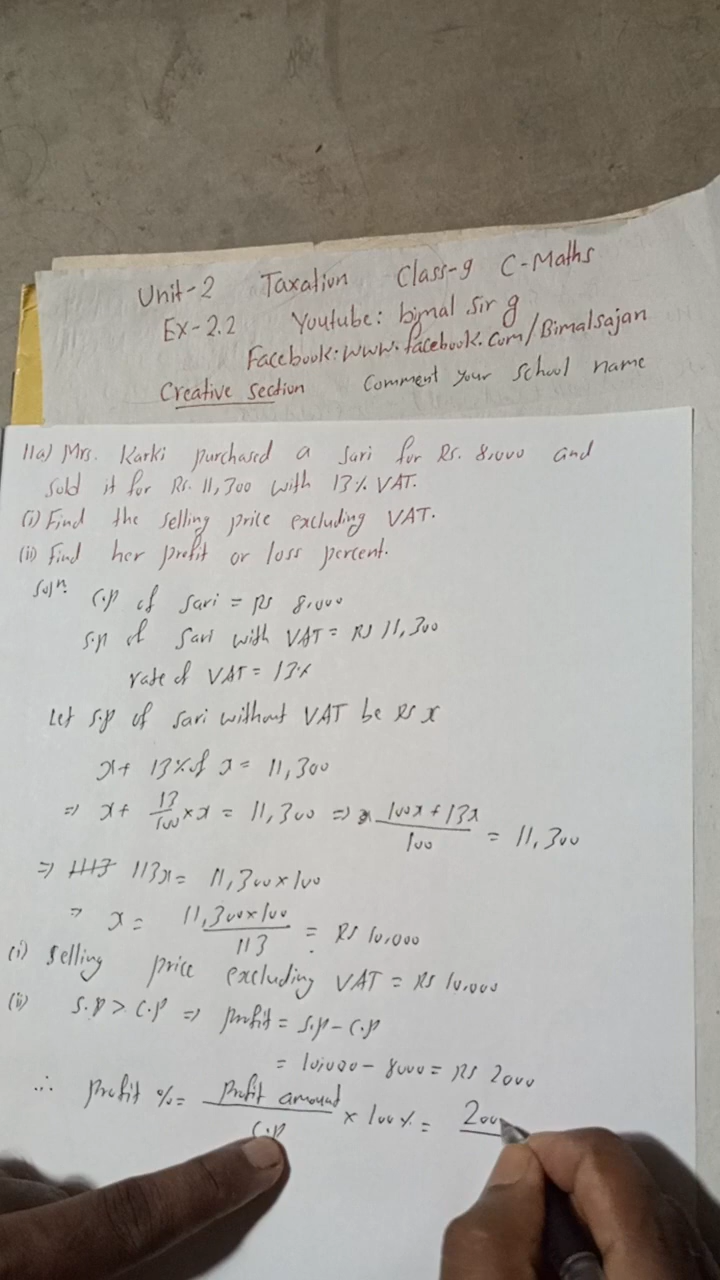 Unit-2 Taxation Class-9 C-Maths
Ex-2.2 Youtube: bimal sir g
Facebook: www.facebook.com/Bimalsajan
Creative section Comment your school name
11a) Mrs. Karki purchased a sari for Rs. 8,000 and
sold it for Rs. 11,300 with 13% VAT.
(i) Find the selling price excluding VAT.
(ii) Find her profit or loss percent.
Soln: C.p of sari = Rs 8,000
s.p of sari with VAT = Rs 11,300
rate of VAT = 13%
Let s.p of sari without VAT be Rs x
x + 13% of x = 11,300
⇒ x + 13/100 × x = 11,300 ⇒ 100x + 13x / 100 = 11,300
⇒ 113x = 11,300 × 100
⇒ x = 11,300 × 100 / 113 = Rs 10,000
(i) Selling price excluding VAT = Rs 10,000
(ii) S.p > C.p ⇒ profit = s.p - c.p
= 10,000 - 8000 = Rs 2000
∴ profit % = profit amount / C.p × 100% = 2000